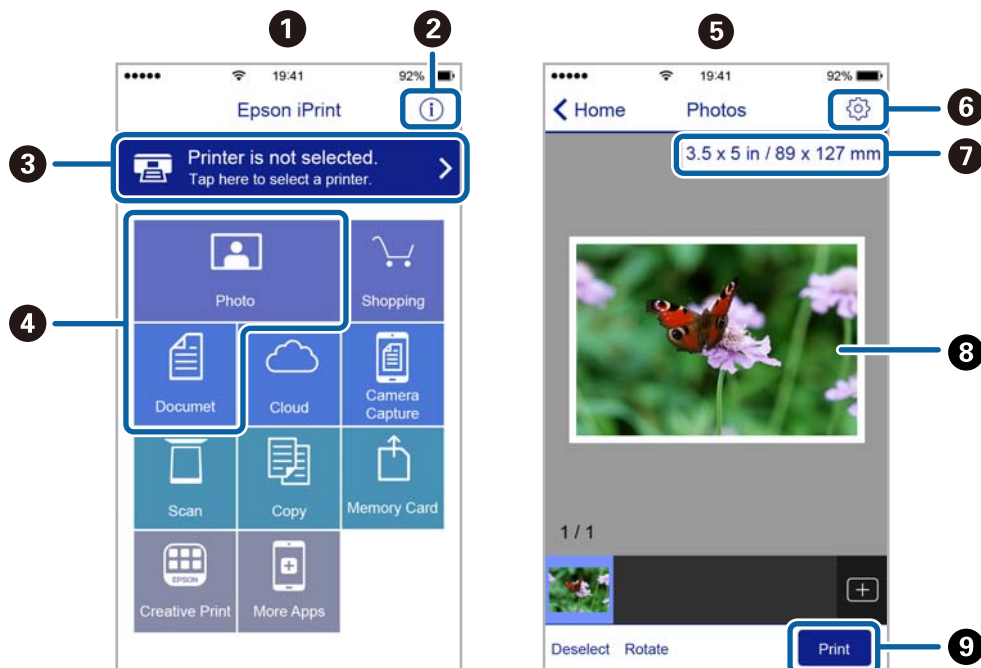 1
2
19:41
92%
Epson iPrint
3
Printer is not selected.
Tap here to select a printer.
4
Photo
Shopping
Documet
Cloud
Camera
Capture
Scan
Copy
Memory Card
EPSON
Creative Print
More Apps
5
19:41
92%
Home
Photos
6
3.5 x 5 in / 89 x 127 mm
7
8
1 / 1
Deselect
Rotate
Print
9